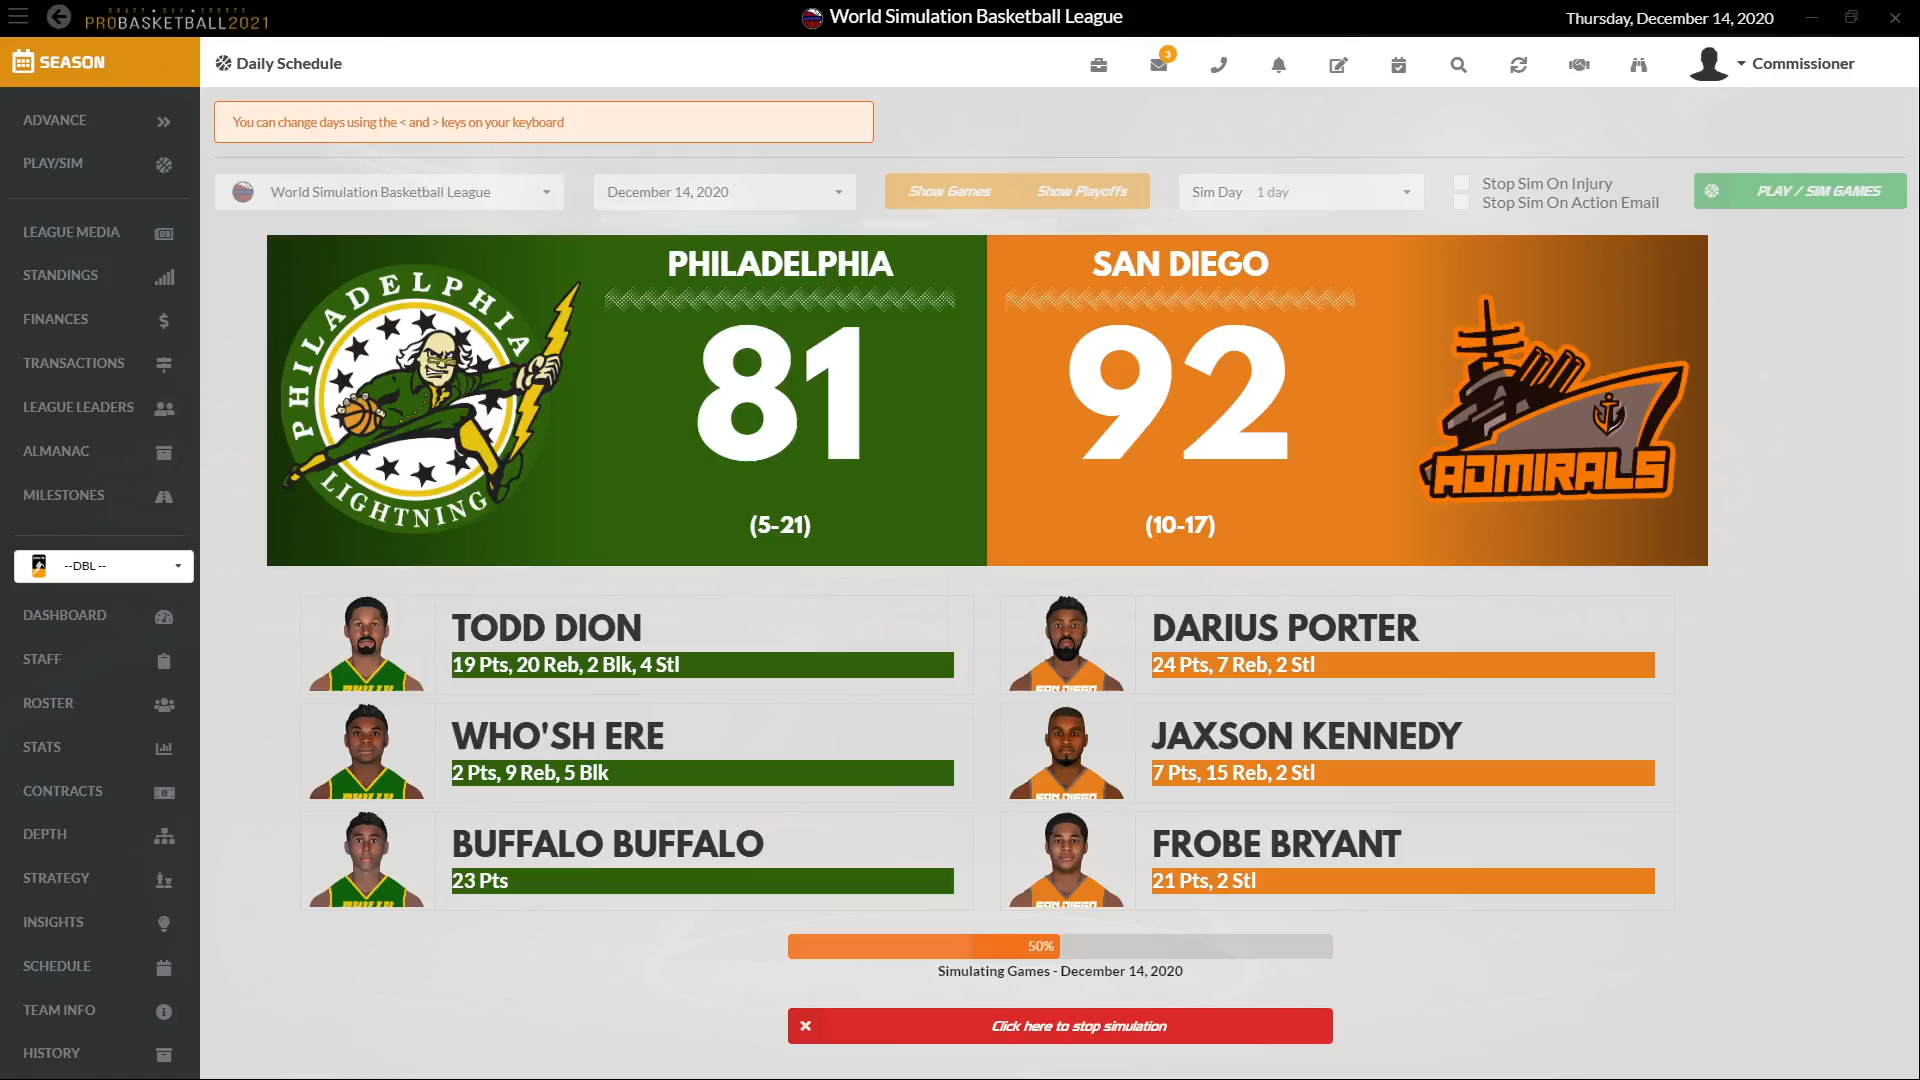 DRAFT • DAY • SPORTS
PROBASKETBALL2021
World Simulation Basketball League
Thursday, December 14, 2020
SEASON
Daily Schedule
3
Commissioner
ADVANCE
PLAY/SIM
LEAGUE MEDIA
STANDINGS
FINANCES
TRANSACTIONS
LEAGUE LEADERS
ALMANAC
MILESTONES
--DBL--
DASHBOARD
STAFF
ROSTER
STATS
CONTRACTS
DEPTH
STRATEGY
INSIGHTS
SCHEDULE
TEAM INFO
HISTORY
You can change days using the < and > keys on your keyboard
World Simulation Basketball League
December 14, 2020
Show Games
Show Playoffs
Sim Day 1 day
Stop Sim On Injury
Stop Sim On Action Email
PLAY / SIM GAMES
PHILADELPHIA
LIGHTNING
PHILADELPHIA
81
(5-21)
SAN DIEGO
92
(10-17)
ADMIRALS
TODD DION
19 Pts, 20 Reb, 2 Blk, 4 Stl
WHO'SH ERE
2 Pts, 9 Reb, 5 Blk
BUFFALO BUFFALO
23 Pts
DARIUS PORTER
24 Pts, 7 Reb, 2 Stl
JAXSON KENNEDY
7 Pts, 15 Reb, 2 Stl
FROBE BRYANT
21 Pts, 2 Stl
50%
Simulating Games - December 14, 2020
Click here to stop simulation